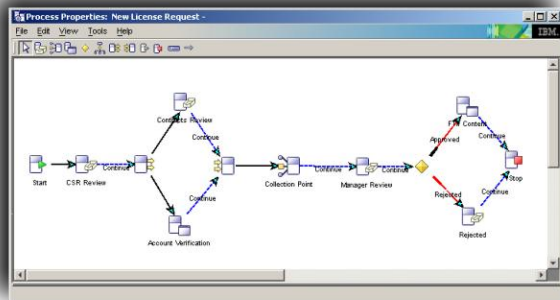 Process Properties: New License Request -
File Edit View Tools Help
IBM
Contracts Review
Continue
FYI Content
Continue
Approved
Continue
Continue
Continue
Start
CSR Review
Continue
Collection Point
Manager Review
Stop
Rejected
Continue
Account Verification
Rejected